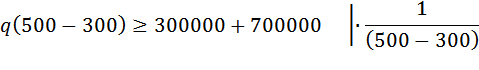 q(500 − 300) ≥ 300000 + 700000 |· 1/(500 − 300)